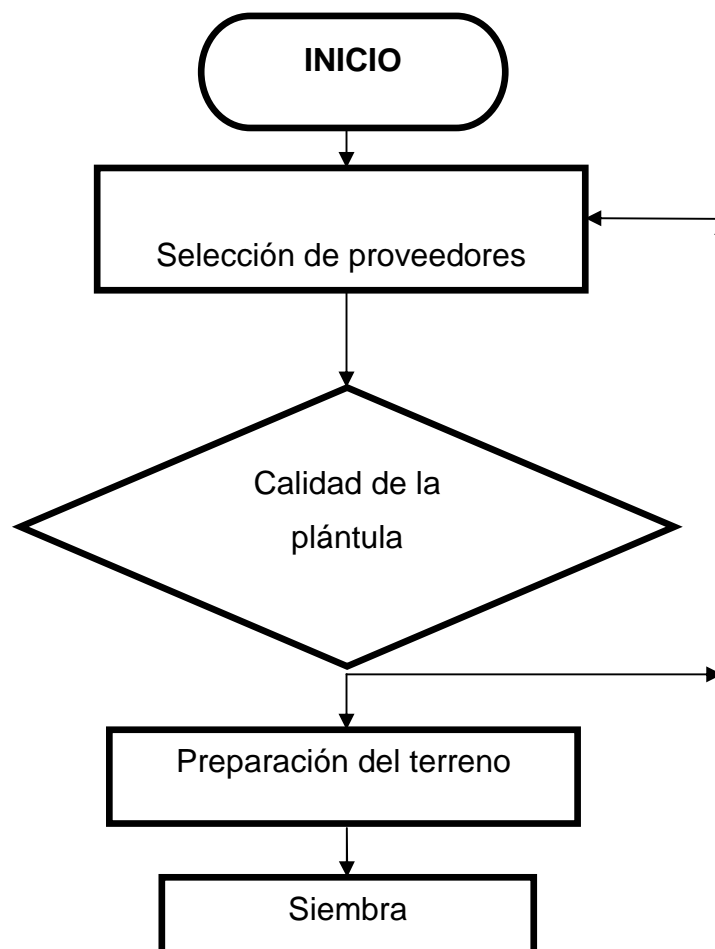 INICIO
Selección de proveedores
Calidad de la
plántula
Preparación del terreno
Siembra